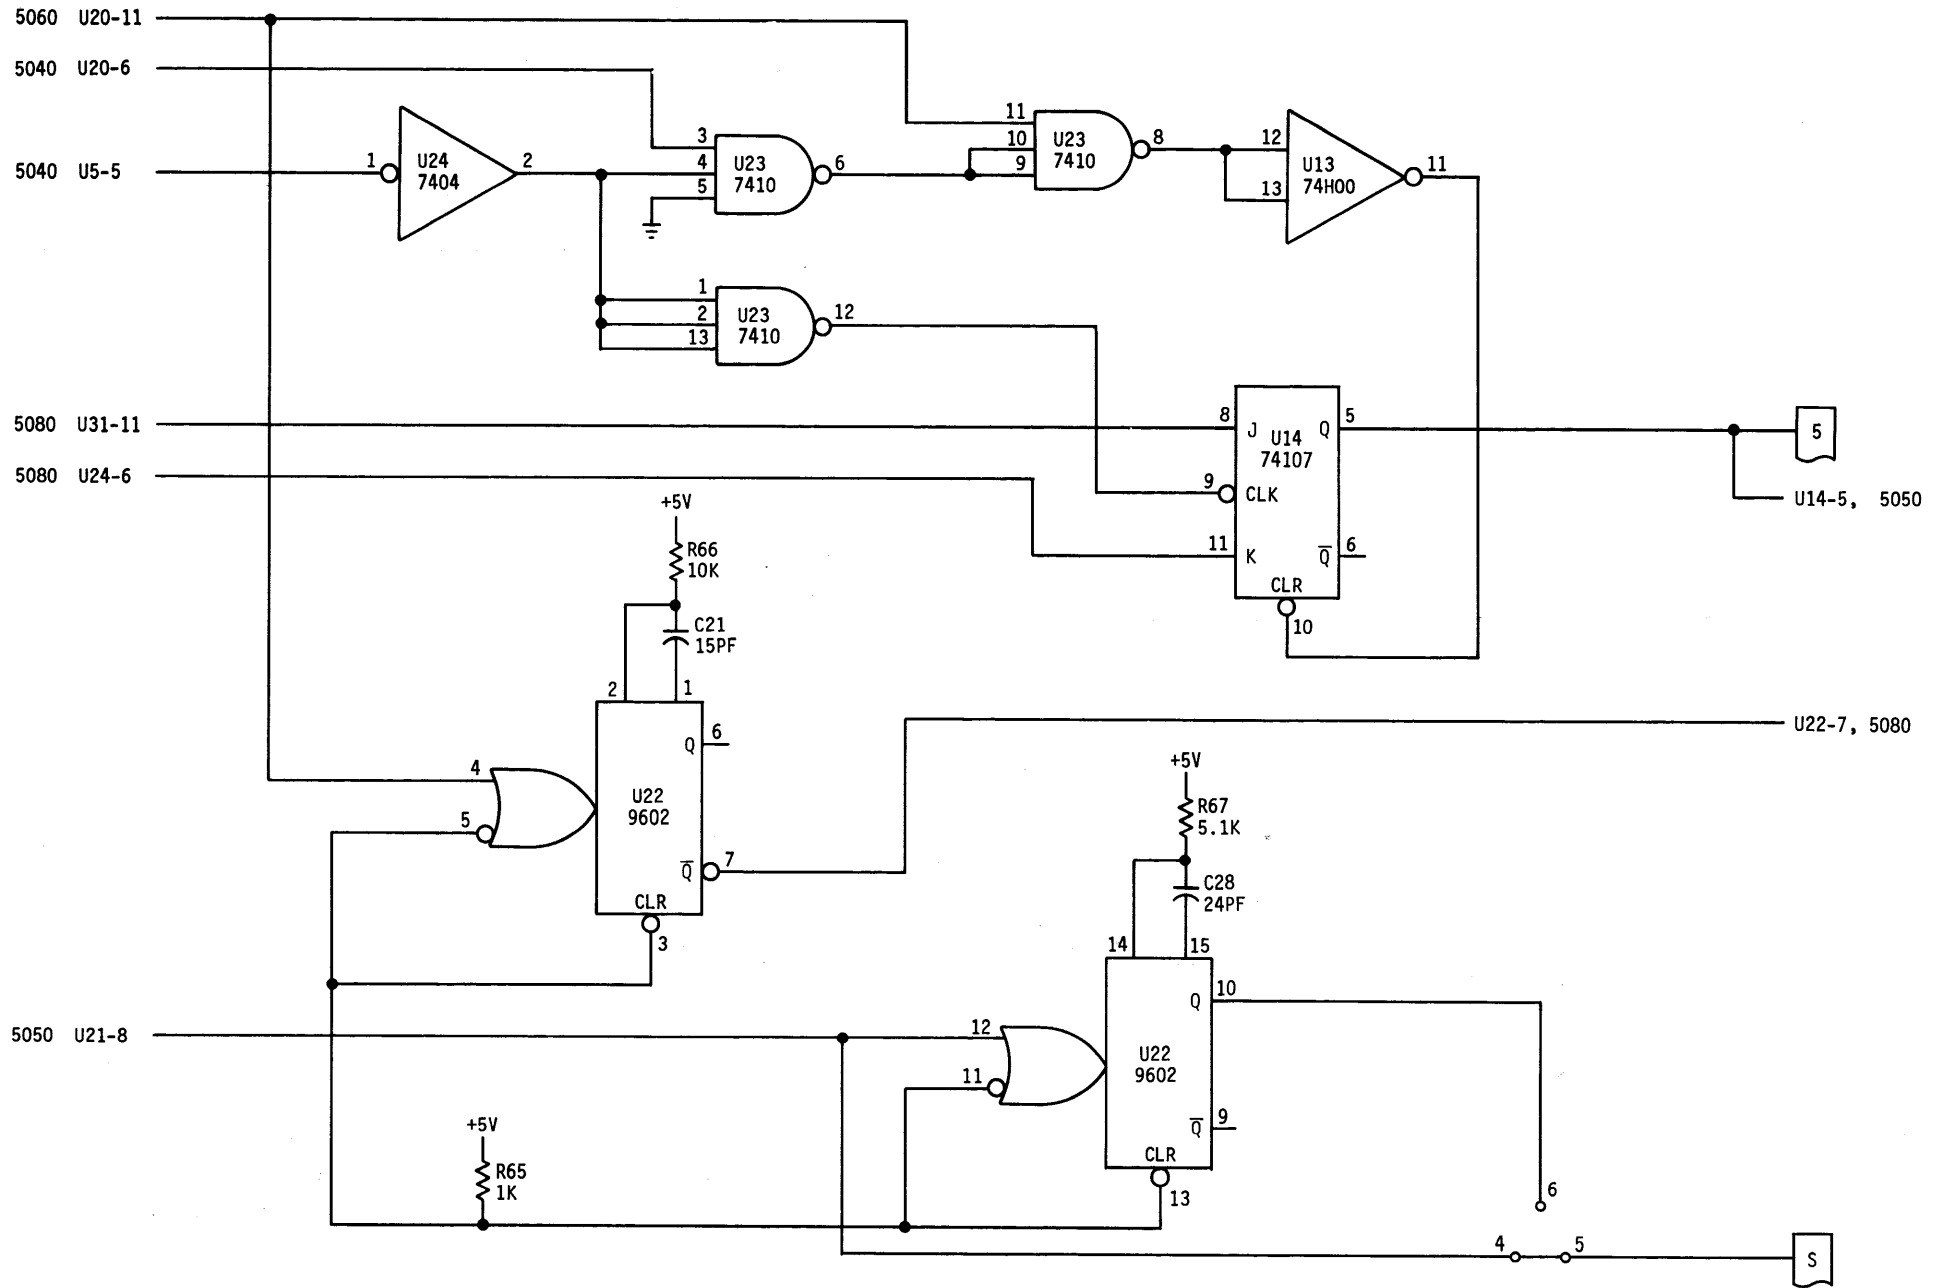 5060 U20-11
5040 U20-6
5040 U5-5
1
U24
7404
2
3
4
5
U23
7410
6
11
10
9
U23
7410
8
12
13
U13
74H00
11
1
2
13
U23
7410
12
5080 U31-11
5080 U24-6
8
J
U14
74107
Q
5
9
CLK
11
K
Q̅
6
CLR
10
5
U14-5, 5050
+5V
R66
10K
C21
15PF
2
1
Q
6
4
5
U22
9602
Q̅
7
CLR
3
U22-7, 5080
+5V
R67
5.1K
C28
24PF
14
15
Q
10
5050 U21-8
12
11
U22
9602
Q̅
9
CLR
13
+5V
R65
1K
6
4
5
S